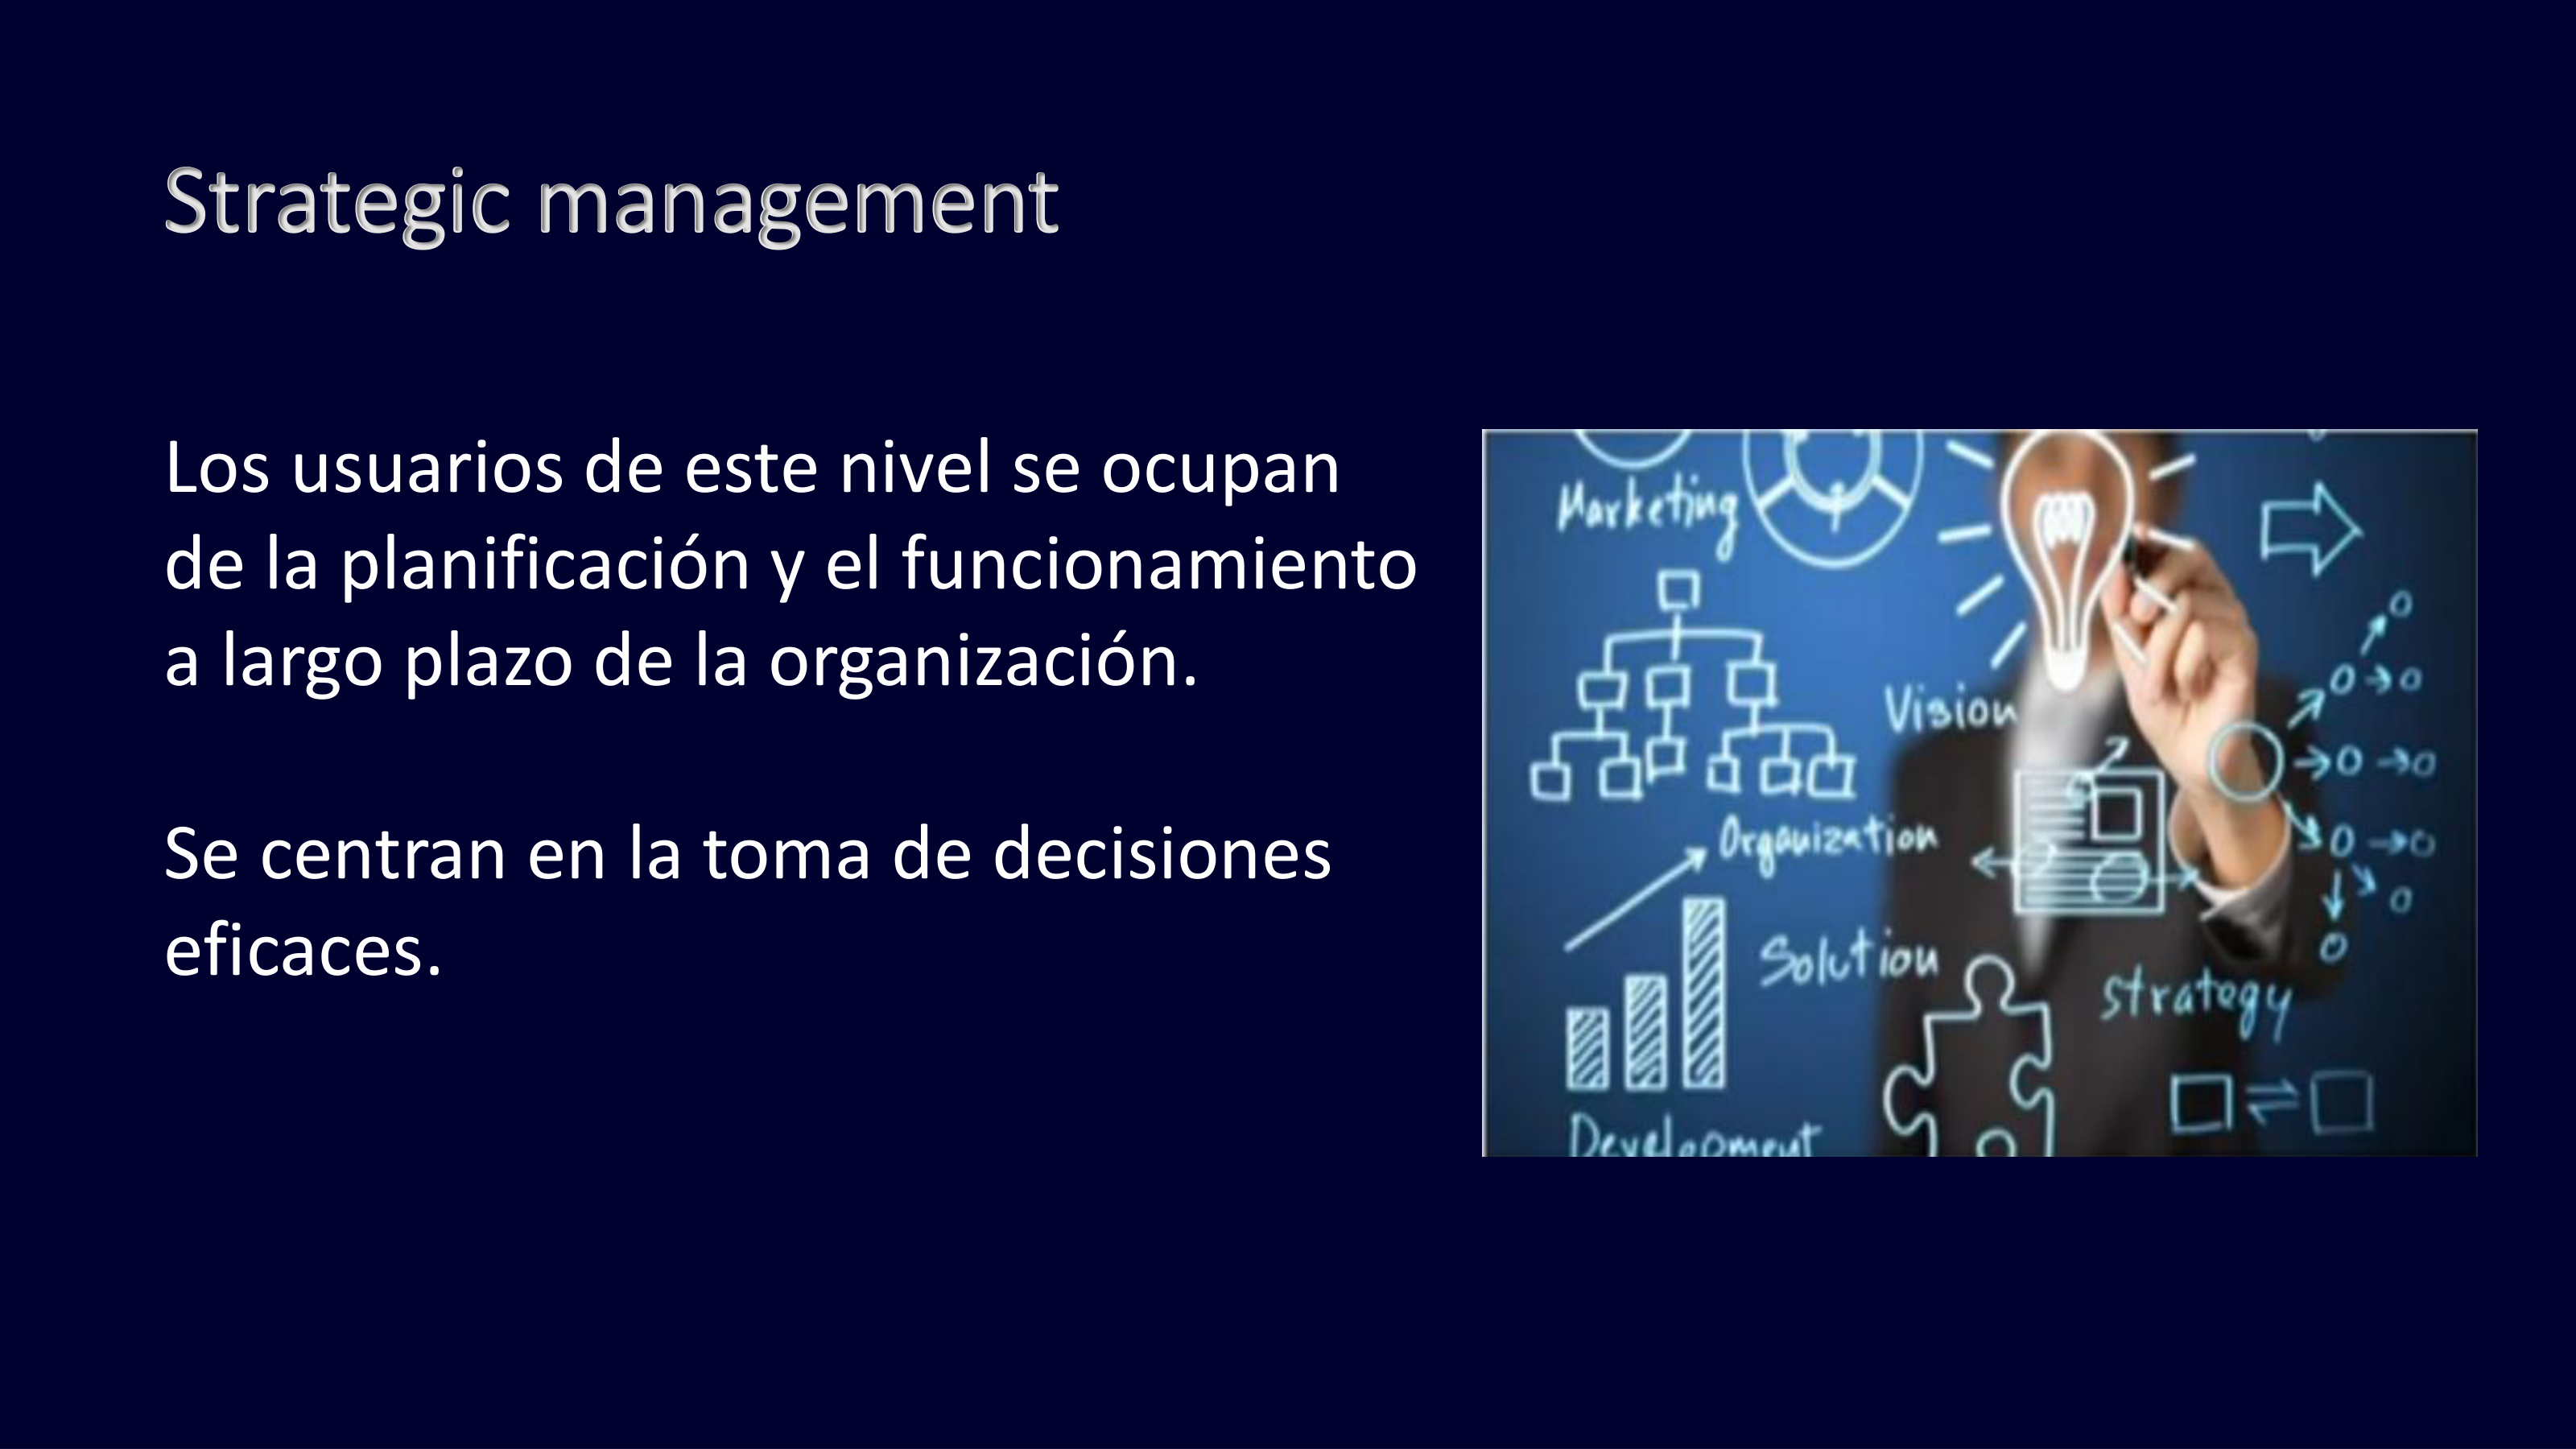 Strategic management
Los usuarios de este nivel se ocupan
de la planificación y el funcionamiento
a largo plazo de la organización.
Se centran en la toma de decisiones
eficaces.
Marketing
Vision
Organization
Solution
strategy
Development